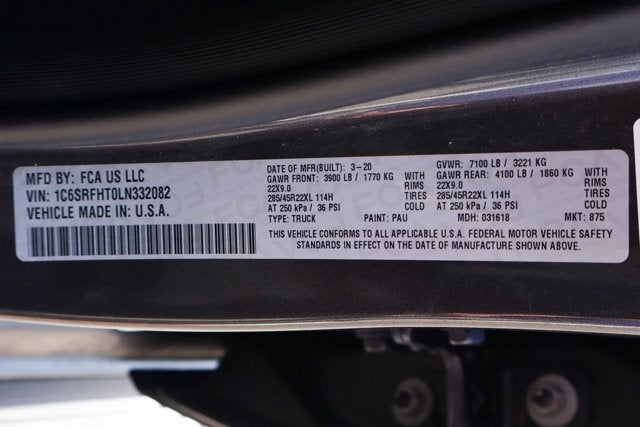 MFD BY: FCA US LLC
VIN: 1C6SRFHT0LN332082
VEHICLE MADE IN U.S.A.
DATE OF MFR(BUILT): 3-20 GVWR: 7100 LB / 3221 KG
GAWR FRONT: 3900 LB / 1770 KG WITH GAWR REAR: 4100 LB / 1860 KG WITH
22X9.0 RIMS 22X9.0 RIMS
285/45R22XL 114H TIRES 285/45R22XL 114H TIRES
AT 250 kPa / 36 PSI COLD AT 250 kPa / 36 PSI COLD
TYPE: TRUCK PAINT: PAU MDH: 031618 MKT: 875
THIS VEHICLE CONFORMS TO ALL APPLICABLE U.S.A. FEDERAL MOTOR VEHICLE SAFETY
STANDARDS IN EFFECT ON THE DATE OF MANUFACTURE SHOWN ABOVE.